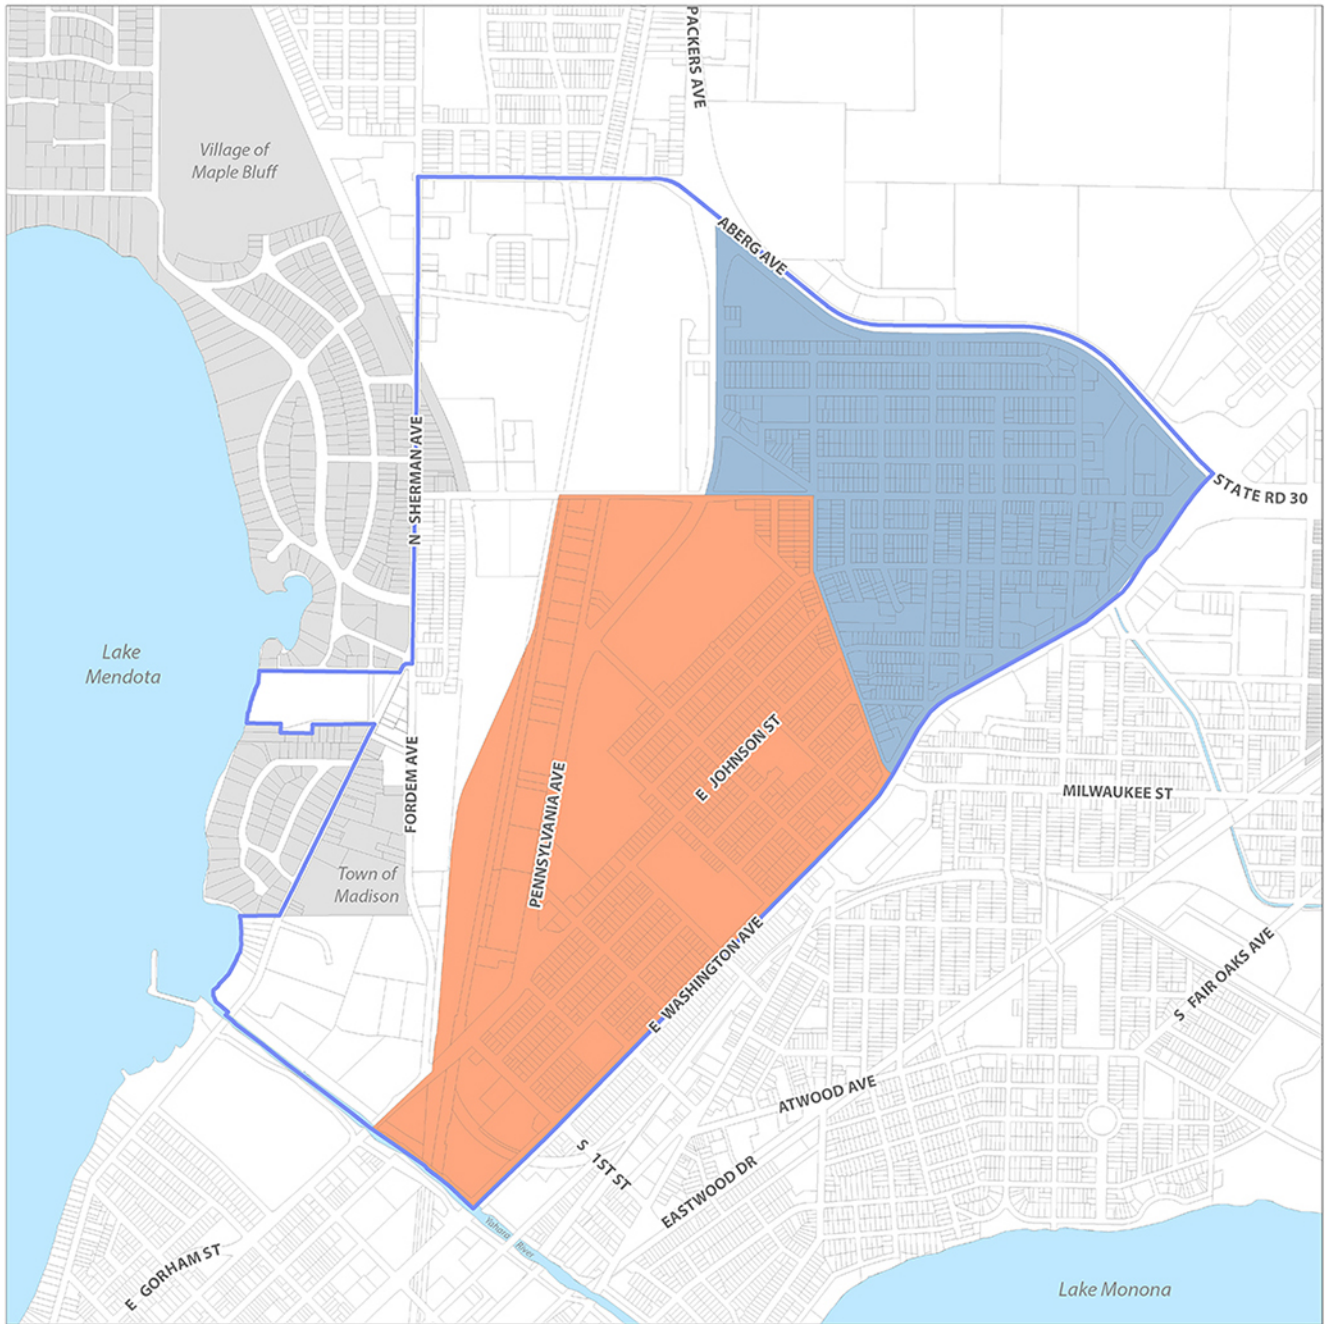 PACKERS AVE
Village of
Maple Bluff
ABERG AVE
N SHERMAN AVE
STATE RD 30
Lake
Mendota
E JOHNSON ST
FORDEM AVE
PENNSYLVANIA AVE
MILWAUKEE ST
Town of
Madison
E WASHINGTON AVE
S FAIR OAKS AVE
ATWOOD AVE
S 1ST ST
EASTWOOD DR
Yahara River
E GORHAM ST
Lake Monona